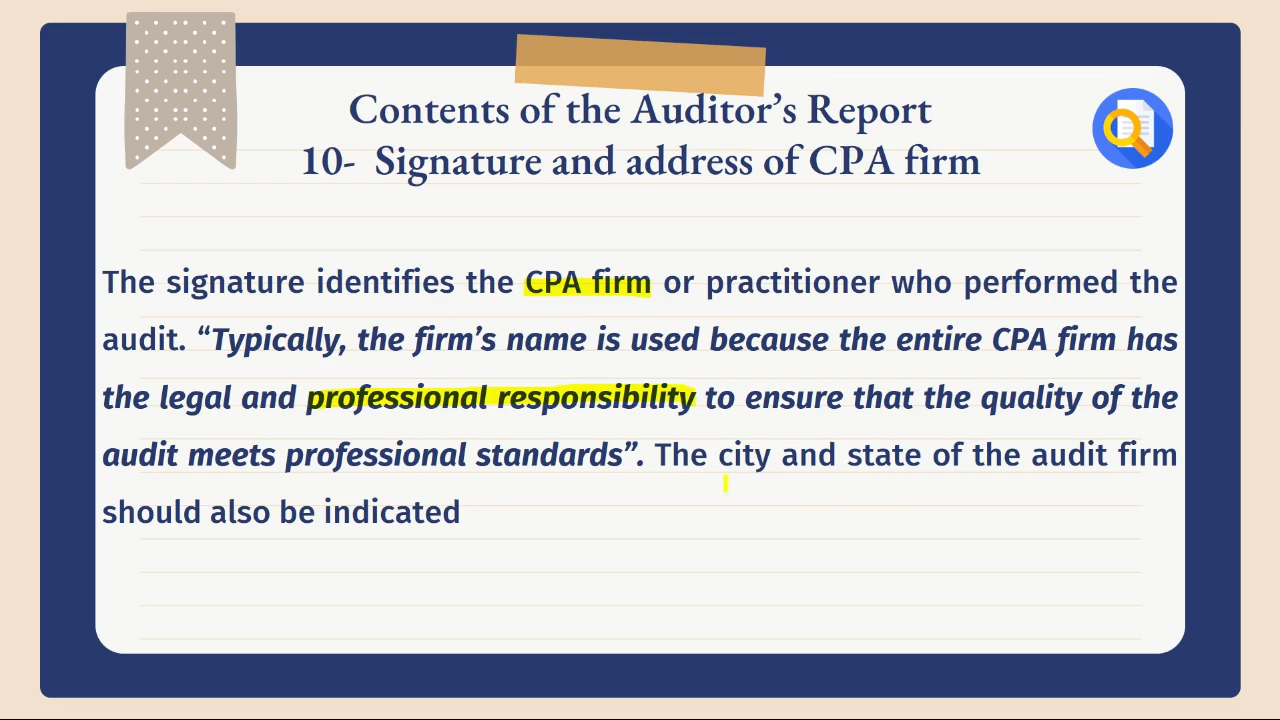 Contents of the Auditor’s Report
10- Signature and address of CPA firm
The signature identifies the CPA firm or practitioner who performed the
audit. “Typically, the firm’s name is used because the entire CPA firm has
the legal and professional responsibility to ensure that the quality of the
audit meets professional standards”. The city and state of the audit firm
should also be indicated